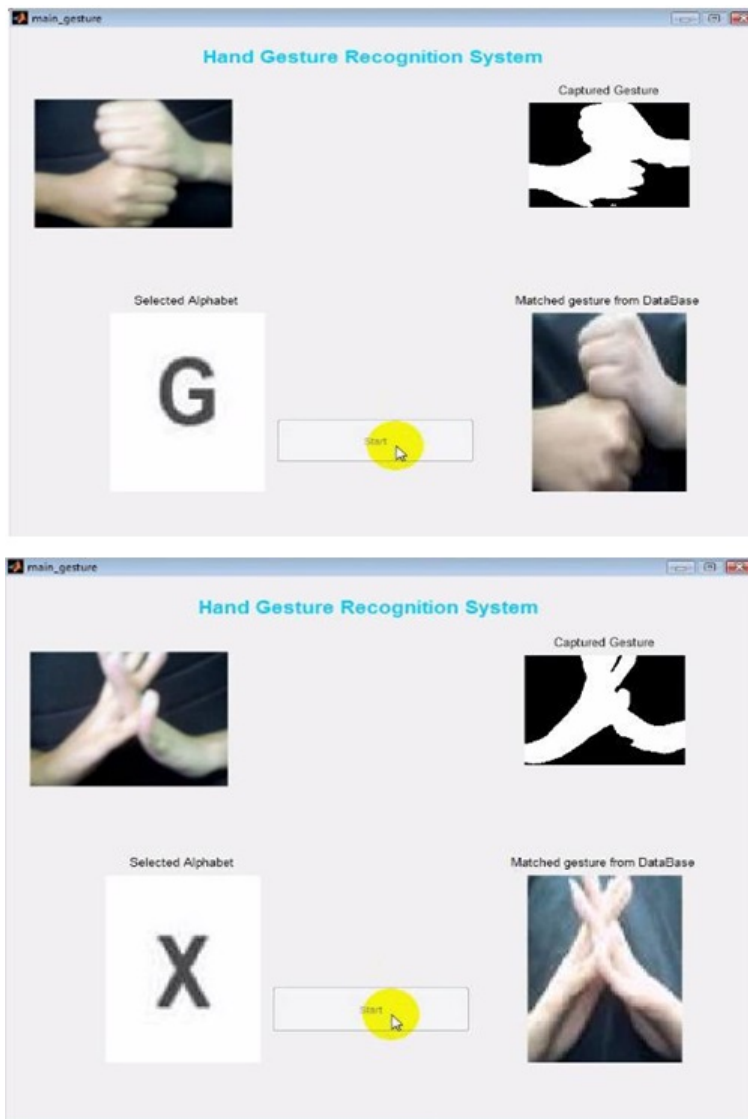 main_gesture
Hand Gesture Recognition System
Captured Gesture
Selected Alphabet
Matched gesture from DataBase
G
Start
main_gesture
Hand Gesture Recognition System
Captured Gesture
Selected Alphabet
Matched gesture from DataBase
X
Start